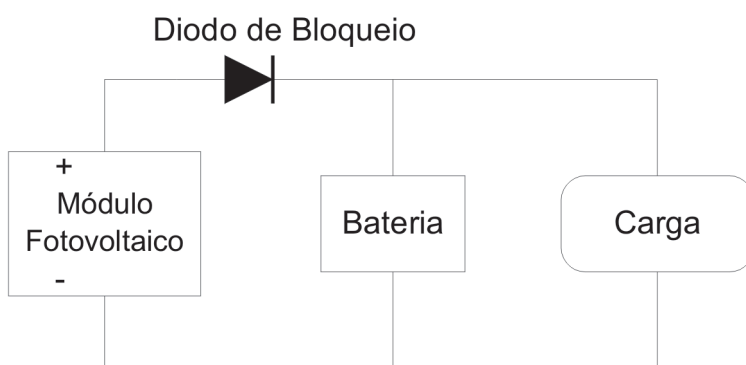 Diodo de Bloqueio
+
Módulo
Fotovoltaico
-
Bateria
Carga